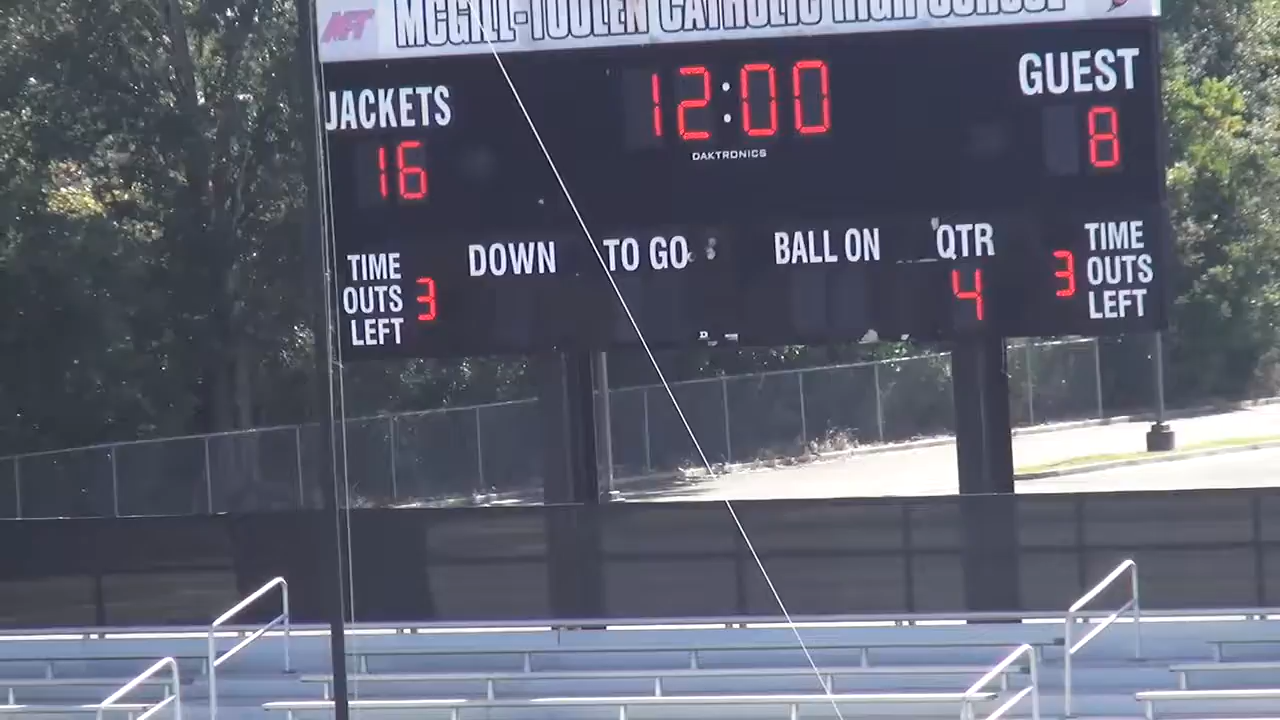 MFT MCGILL-TOOLEN CATHOLIC HIGH SCHOOL
JACKETS 12:00 GUEST
16 DAKTRONICS 8
DOWN TO GO BALL ON QTR
TIME OUTS LEFT 3 4 3 TIME OUTS LEFT